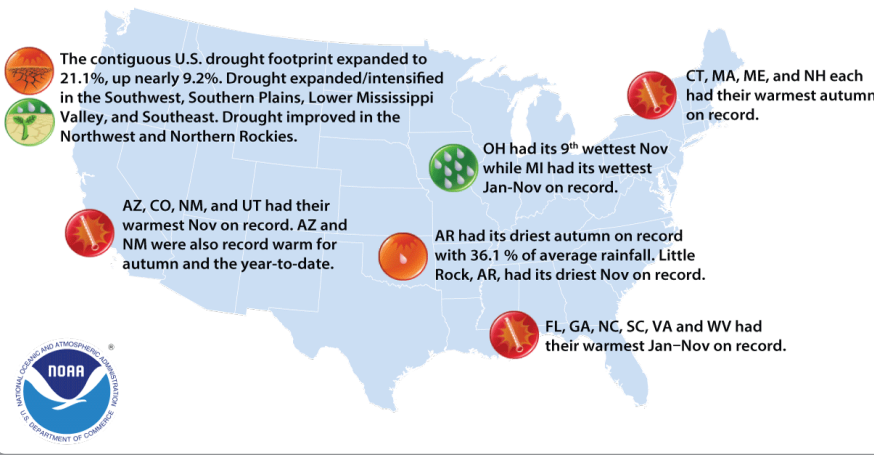 The contiguous U.S. drought footprint expanded to
21.1%, up nearly 9.2%. Drought expanded/intensified
in the Southwest, Southern Plains, Lower Mississippi
Valley, and Southeast. Drought improved in the
Northwest and Northern Rockies.
CT, MA, ME, and NH each
had their warmest autumn
on record.
OH had its 9th wettest Nov
while MI had its wettest
Jan-Nov on record.
AZ, CO, NM, and UT had their
warmest Nov on record. AZ and
NM were also record warm for
autumn and the year-to-date.
AR had its driest autumn on record
with 36.1 % of average rainfall. Little
Rock, AR, had its driest Nov on record.
FL, GA, NC, SC, VA and WV had
their warmest Jan–Nov on record.
NATIONAL OCEANIC AND ATMOSPHERIC ADMINISTRATION
®
NOAA
U.S. DEPARTMENT OF COMMERCE